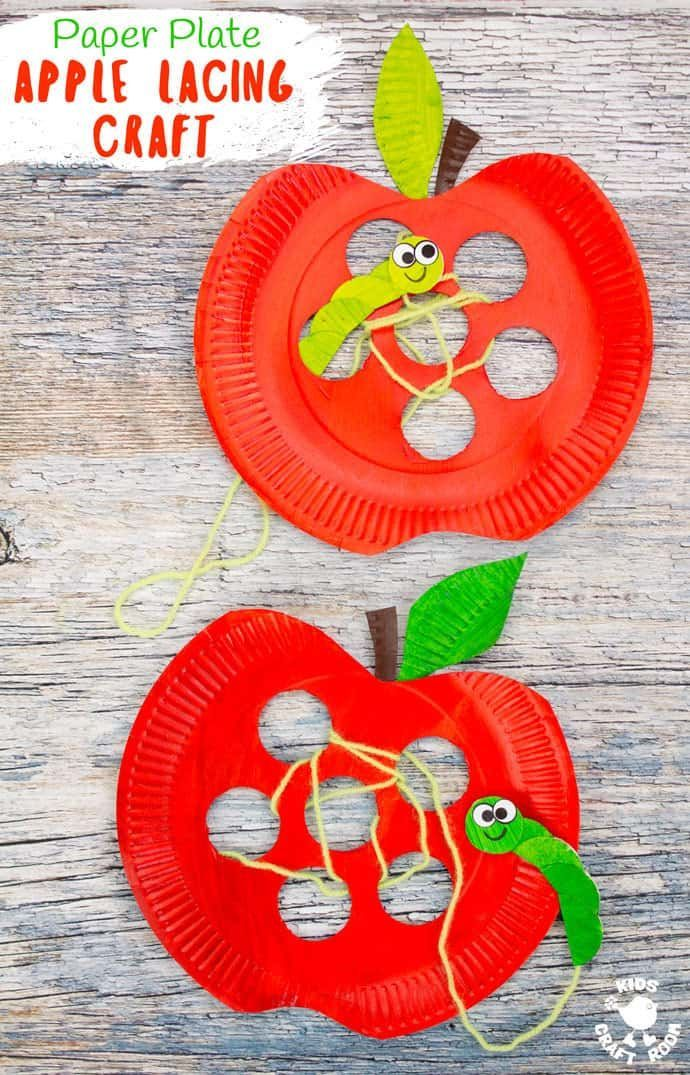 Paper Plate
APPLE LACING
CRAFT
KIDS
CRAFT ROOM